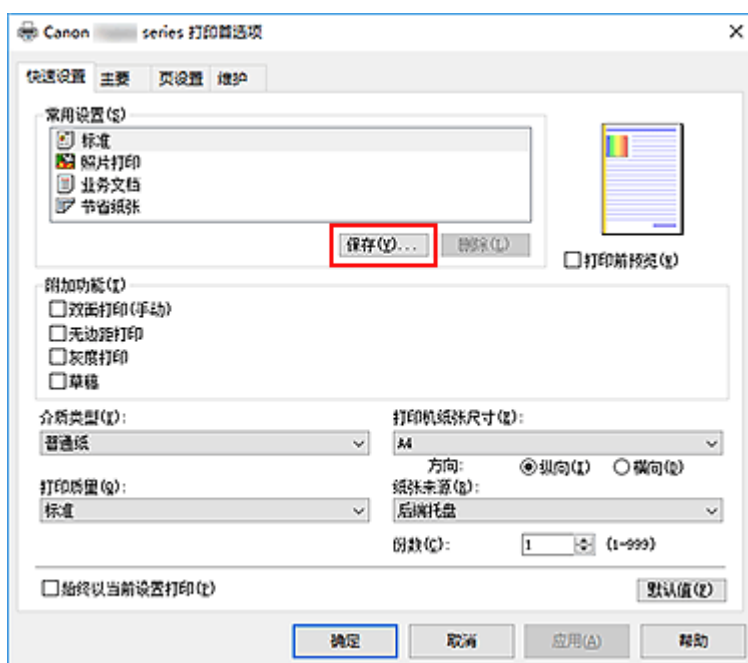 Canon series 打印首选项
快速设置 主要 页设置 维护
常用设置(S)
标准
照片打印
业务文档
节省纸张
保存(V)... 删除(L)
打印前预览(W)
附加功能(I)
双面打印(手动)
无边距打印
灰度打印
草稿
介质类型(Y): 打印机纸张尺寸(Z):
普通纸 A4
方向: 纵向(I) 横向(D)
打印质量(Q): 纸张来源(B):
标准 后端托盘
份数(C): 1 (1-999)
始终以当前设置打印(P) 默认值(F)
确定 取消 应用(A) 帮助